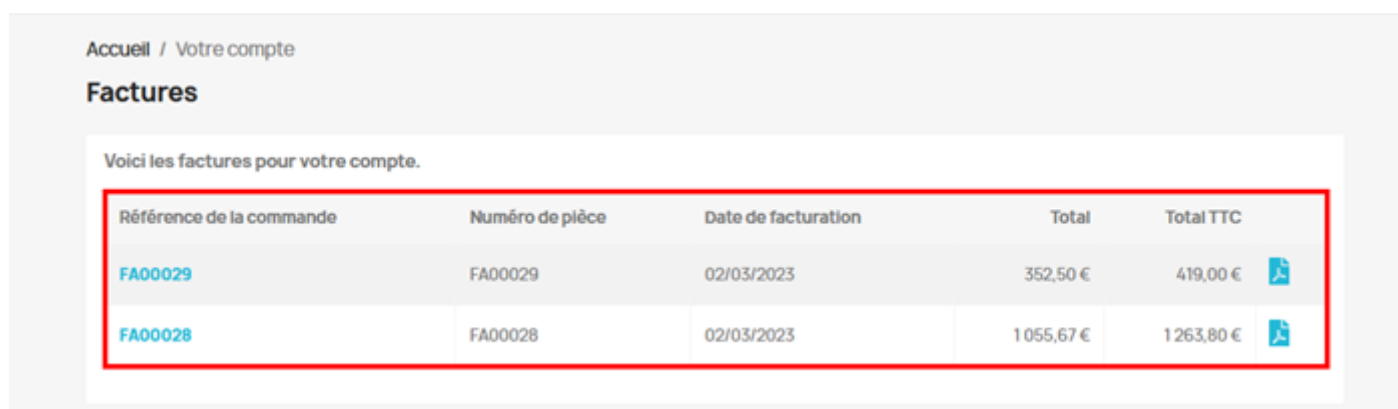 Accueil / Votre compte
Factures
Voici les factures pour votre compte.
Référence de la commande Numéro de pièce Date de facturation Total Total TTC
FA00029 FA00029 02/03/2023 352,50 € 419,00 €
FA00028 FA00028 02/03/2023 1 055,67 € 1 263,80 €